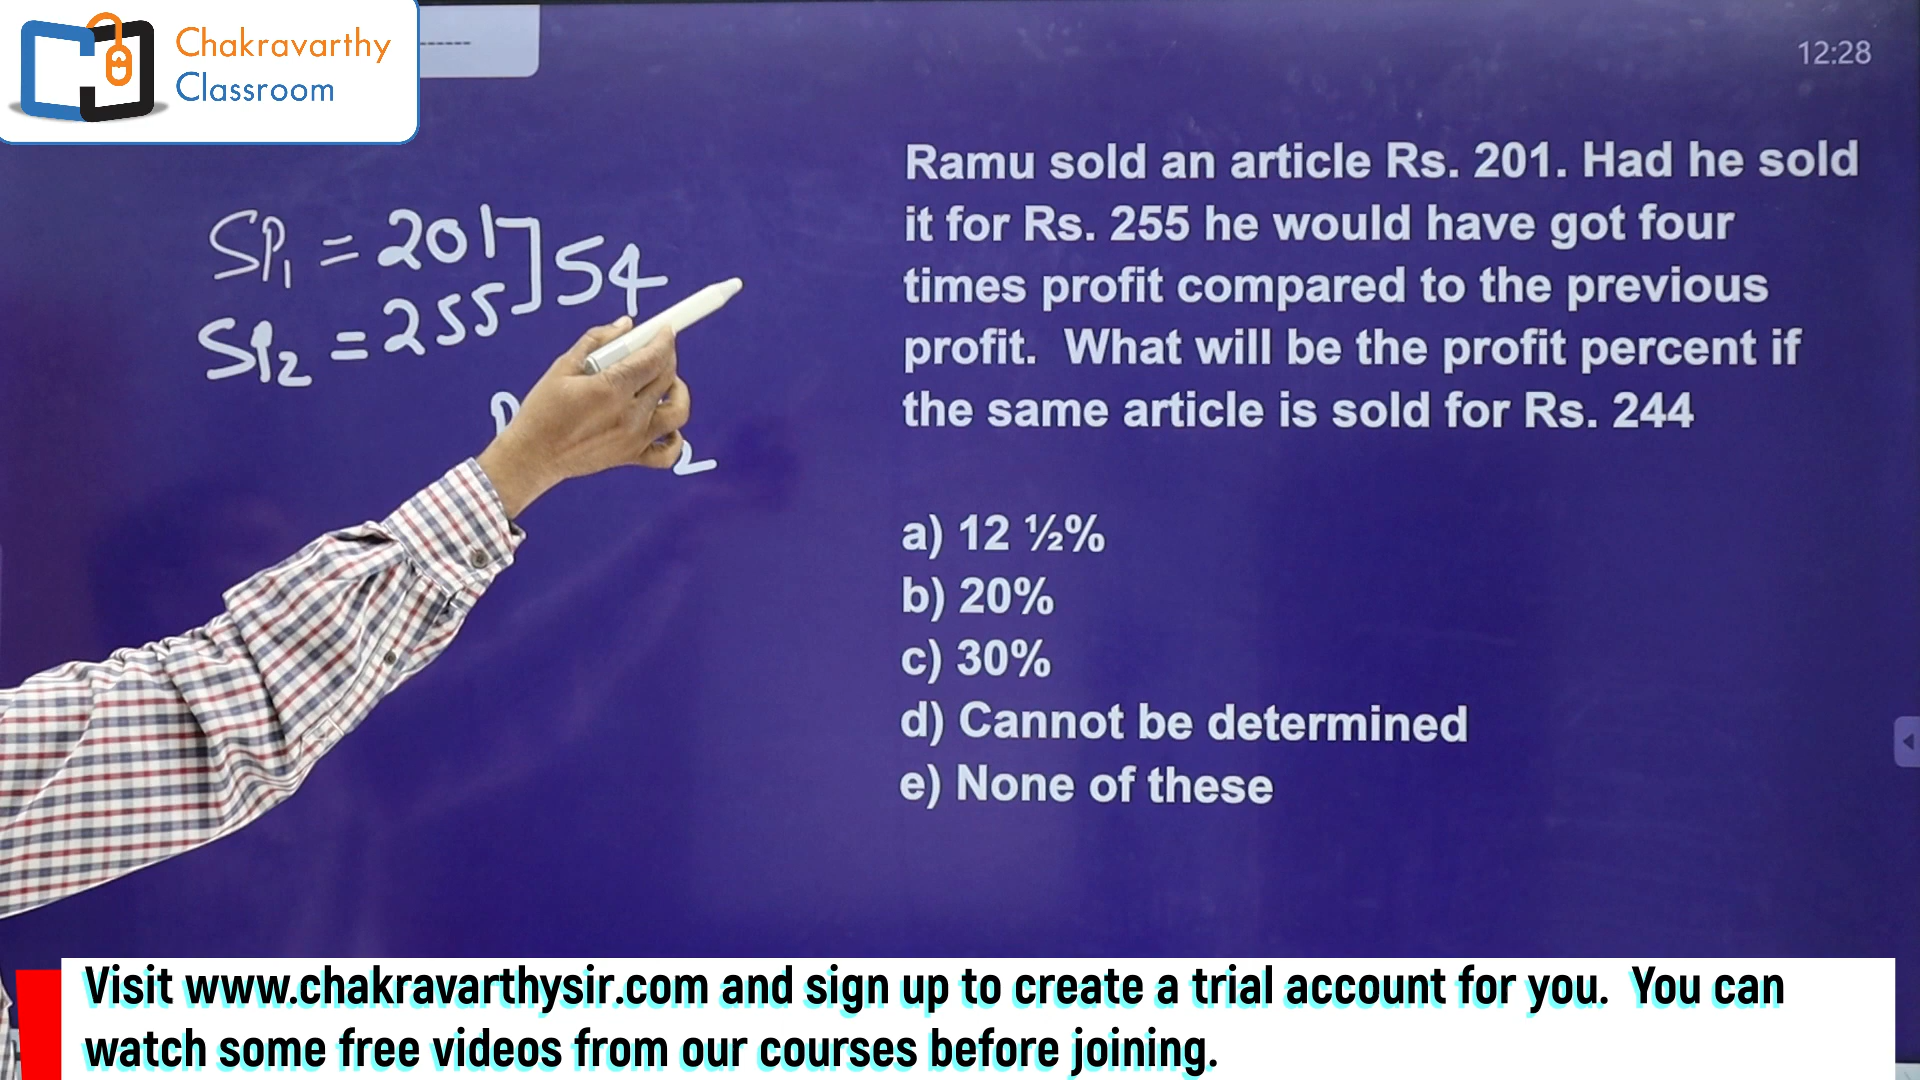 Chakravarthy
Classroom
12:28
Ramu sold an article Rs. 201. Had he sold
it for Rs. 255 he would have got four
times profit compared to the previous
profit. What will be the profit percent if
the same article is sold for Rs. 244
SP1 = 201] 54
SP2 = 255
2
a) 12 ½%
b) 20%
c) 30%
d) Cannot be determined
e) None of these
Visit www.chakravarthysir.com and sign up to create a trial account for you. You can
watch some free videos from our courses before joining.